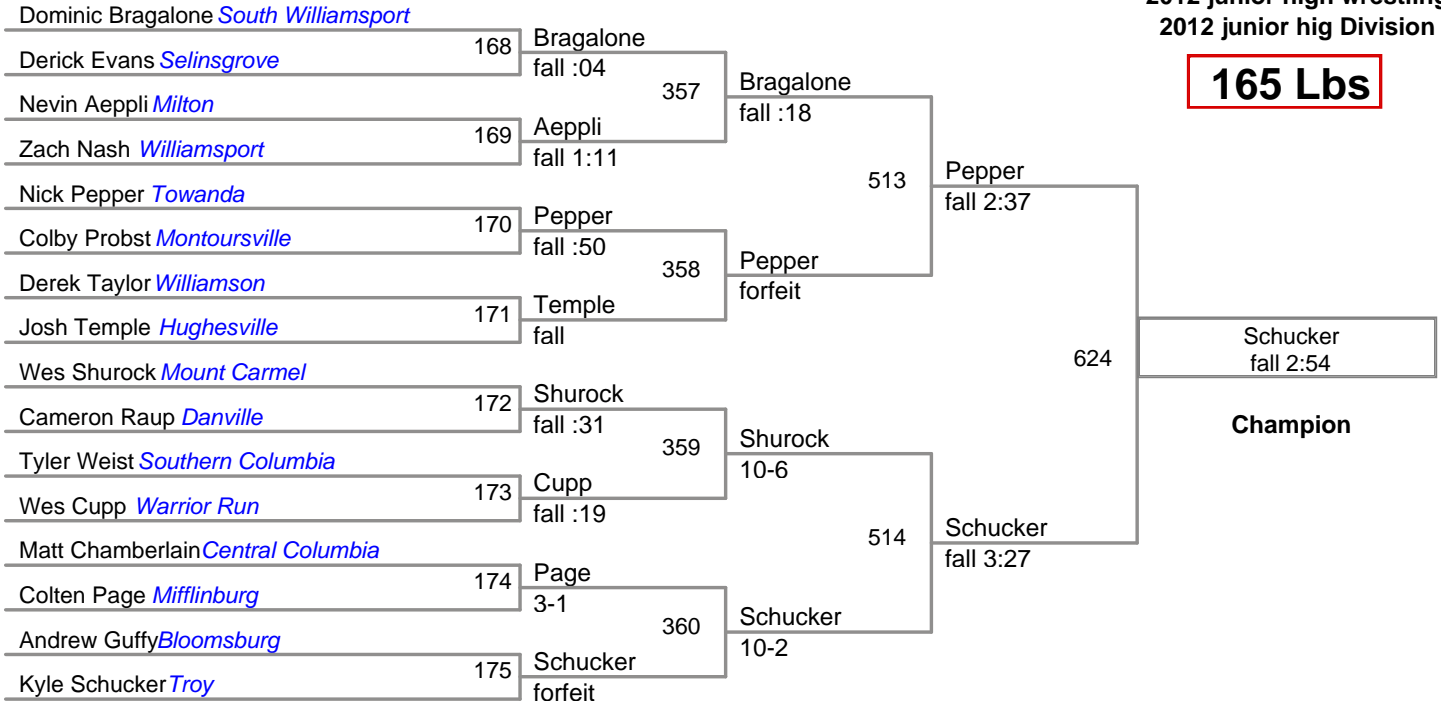 2012 junior high wrestling
2012 junior hig Division
165 Lbs
Dominic Bragalone South Williamsport
Derick Evans Selinsgrove
Nevin Aeppli Milton
Zach Nash Williamsport
Nick Pepper Towanda
Colby Probst Montoursville
Derek Taylor Williamson
Josh Temple Hughesville
Wes Shurock Mount Carmel
Cameron Raup Danville
Tyler Weist Southern Columbia
Wes Cupp Warrior Run
Matt Chamberlain Central Columbia
Colten Page Mifflinburg
Andrew Guffy Bloomsburg
Kyle Schucker Troy
168
Bragalone
fall :04
169
Aeppli
fall 1:11
170
Pepper
fall :50
171
Temple
fall
172
Shurock
fall :31
173
Cupp
fall :19
174
Page
3-1
175
Schucker
forfeit
357
Bragalone
fall :18
358
Pepper
forfeit
359
Shurock
10-6
360
Schucker
10-2
513
Pepper
fall 2:37
514
Schucker
fall 3:27
624
Schucker
fall 2:54
Champion